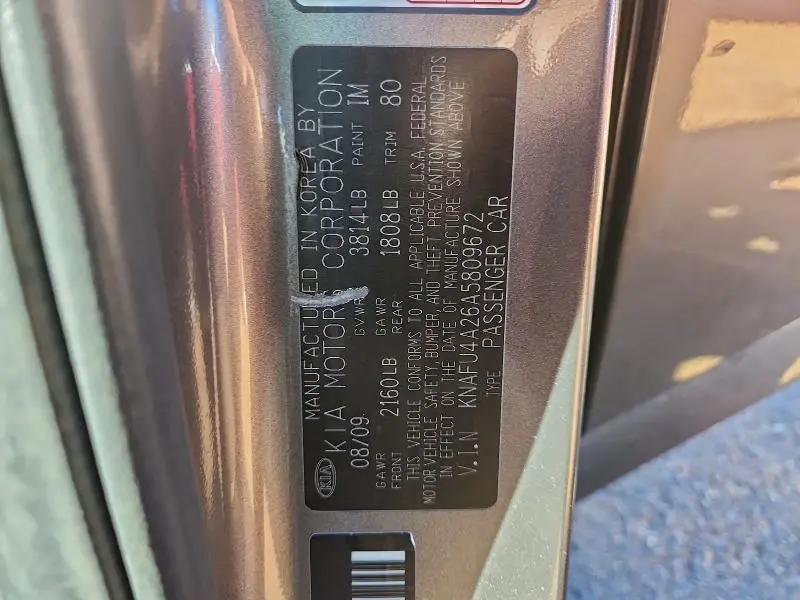 MANUFACTURED IN KOREA BY
KIA KIA MOTORS CORPORATION
08/09 GVWR 3814LB PAINT IM
GAWR FRONT 2160LB GAWR REAR 1808LB TRIM 80
THIS VEHICLE CONFORMS TO ALL APPLICABLE U.S.A. FEDERAL
MOTOR VEHICLE SAFETY, BUMPER, AND THEFT PREVENTION STANDARDS
IN EFFECT ON THE DATE OF MANUFACTURE SHOWN ABOVE
V.I.N KNAFU4A26A5809672
TYPE PASSENGER CAR